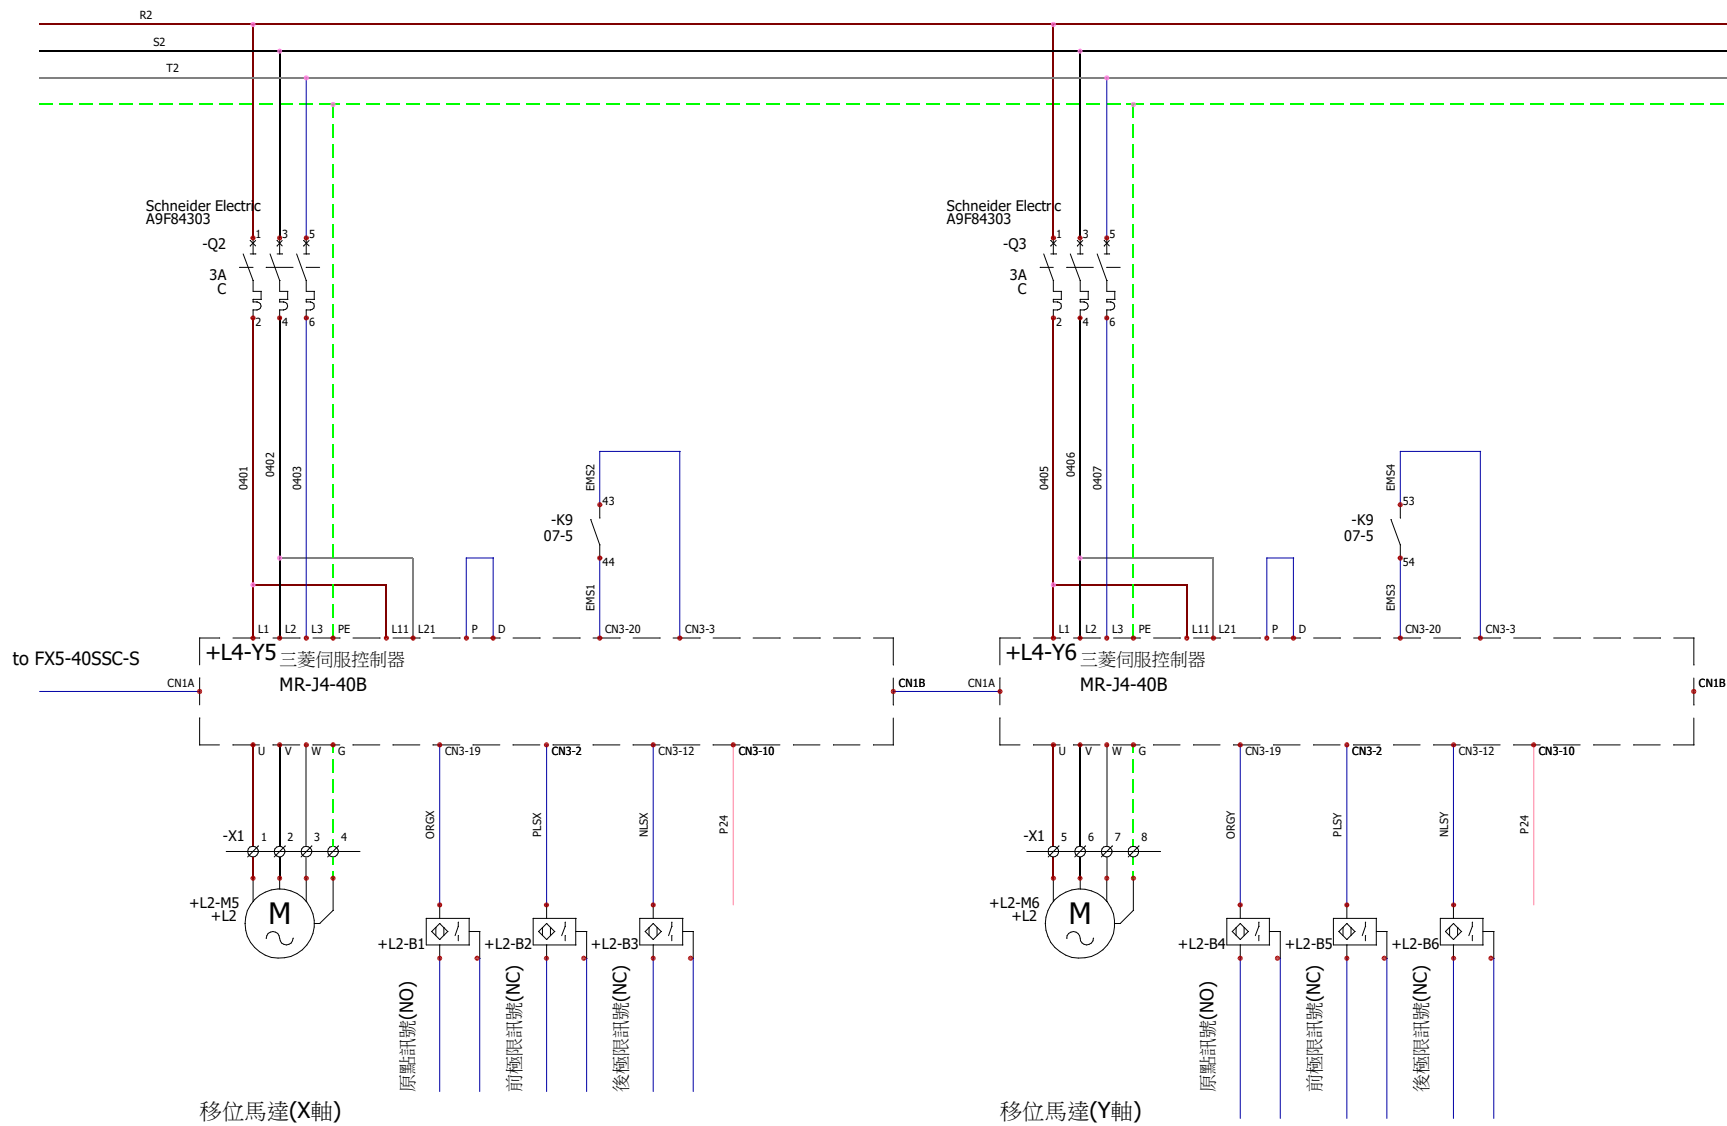 R2
S2
T2
Schneider Electric
A9F84303
-Q2
3A
C
1
3
5
2
4
6
Schneider Electric
A9F84303
-Q3
3A
C
1
3
5
2
4
6
0401
0402
0403
EMS2
43
-K9
07-5
44
EMS1
0405
0406
0407
EMS4
53
-K9
07-5
54
EMS3
L1
L2
L3
PE
L11
L21
P
D
CN3-20
CN3-3
L1
L2
L3
PE
L11
L21
P
D
CN3-20
CN3-3
to FX5-40SSC-S
CN1A
+L4-Y5 三菱伺服控制器
MR-J4-40B
CN1B
CN1A
+L4-Y6 三菱伺服控制器
MR-J4-40B
CN1B
U
V
W
G
CN3-19
CN3-2
CN3-12
CN3-10
U
V
W
G
CN3-19
CN3-2
CN3-12
CN3-10
ORGX
PLSX
NLSX
P24
ORGY
PLSY
NLSY
P24
-X1
1
2
3
4
-X1
5
6
7
8
+L2-M5
+L2
M
+L2-B1
+L2-B2
+L2-B3
+L2-M6
+L2
M
+L2-B4
+L2-B5
+L2-B6
原點訊號(NO)
前極限訊號(NC)
後極限訊號(NC)
原點訊號(NO)
前極限訊號(NC)
後極限訊號(NC)
移位馬達(X軸)
移位馬達(Y軸)